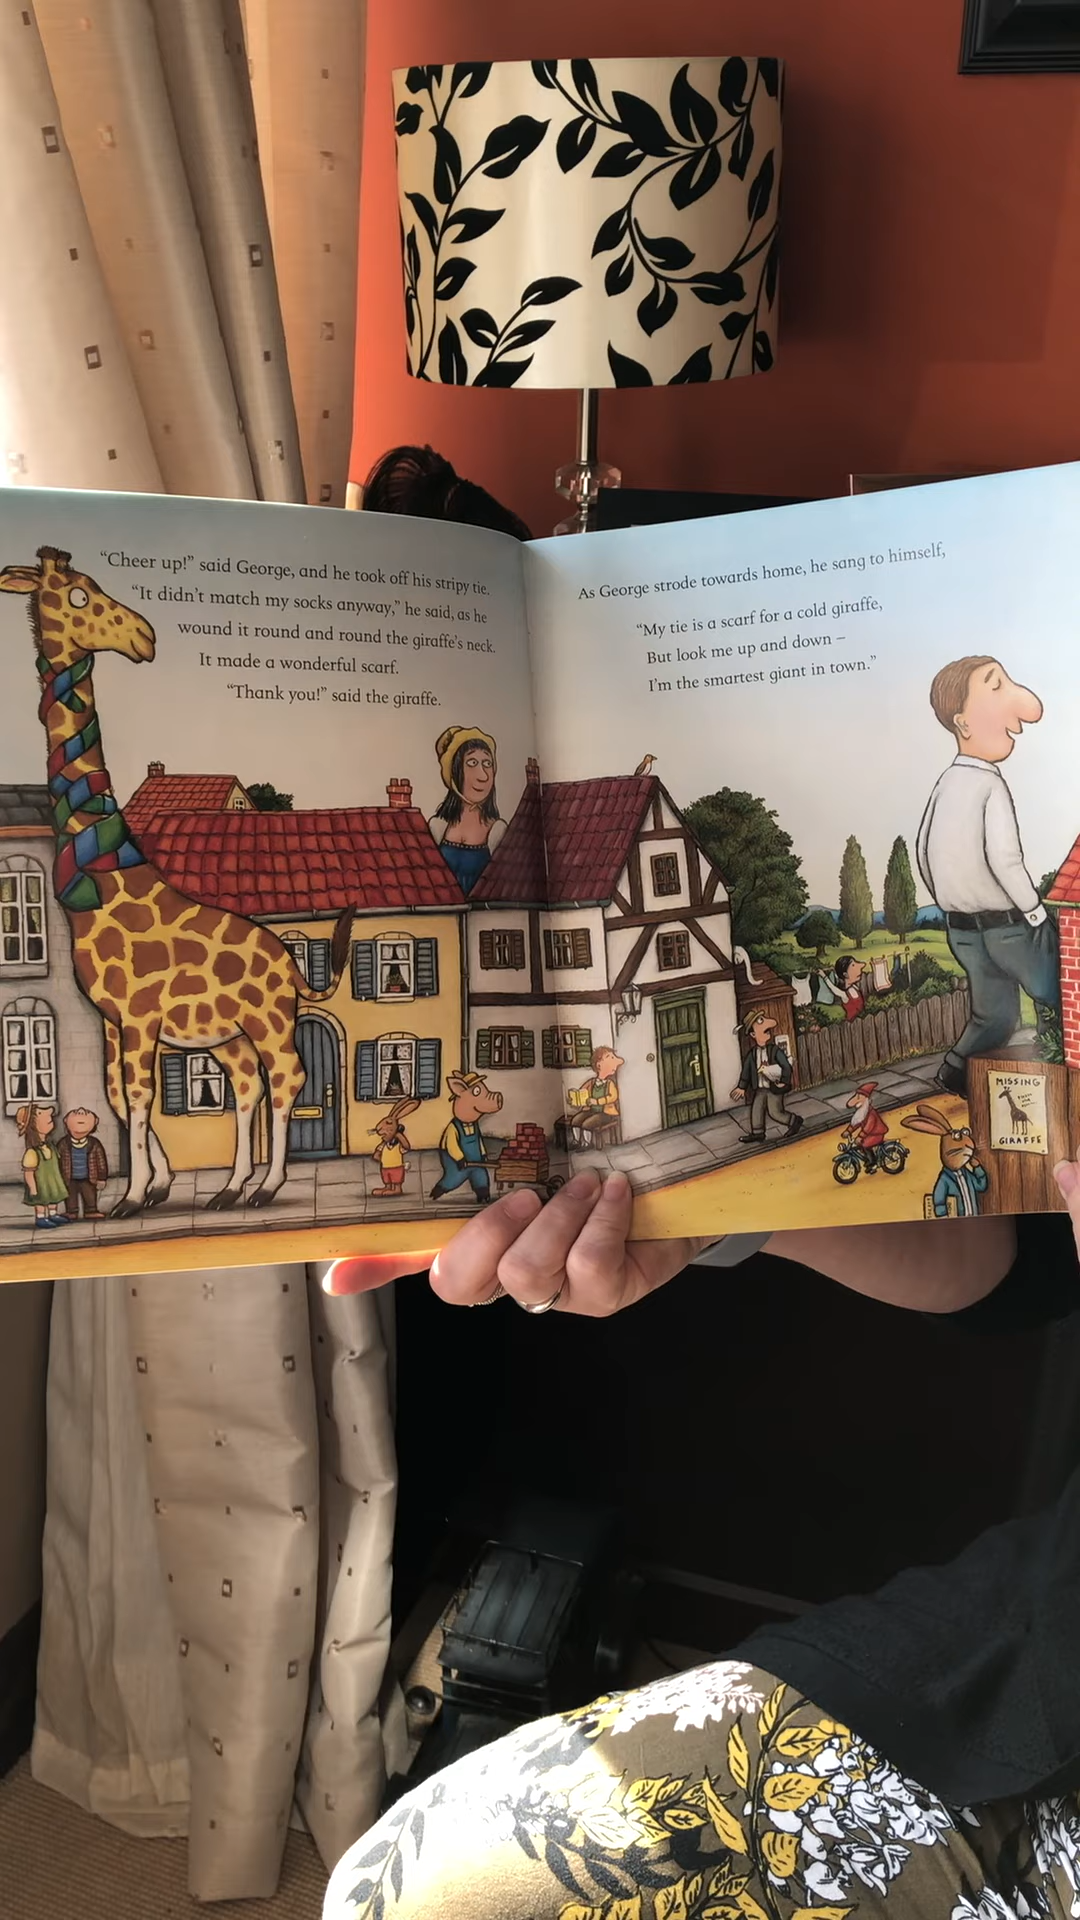 “Cheer up!” said George, and he took off his stripy tie.
“It didn’t match my socks anyway,” he said, as he
wound it round and round the giraffe’s neck.
It made a wonderful scarf.
“Thank you!” said the giraffe.
As George strode towards home, he sang to himself,
“My tie is a scarf for a cold giraffe,
But look me up and down –
I’m the smartest giant in town.”
MISSING
GIRAFFE